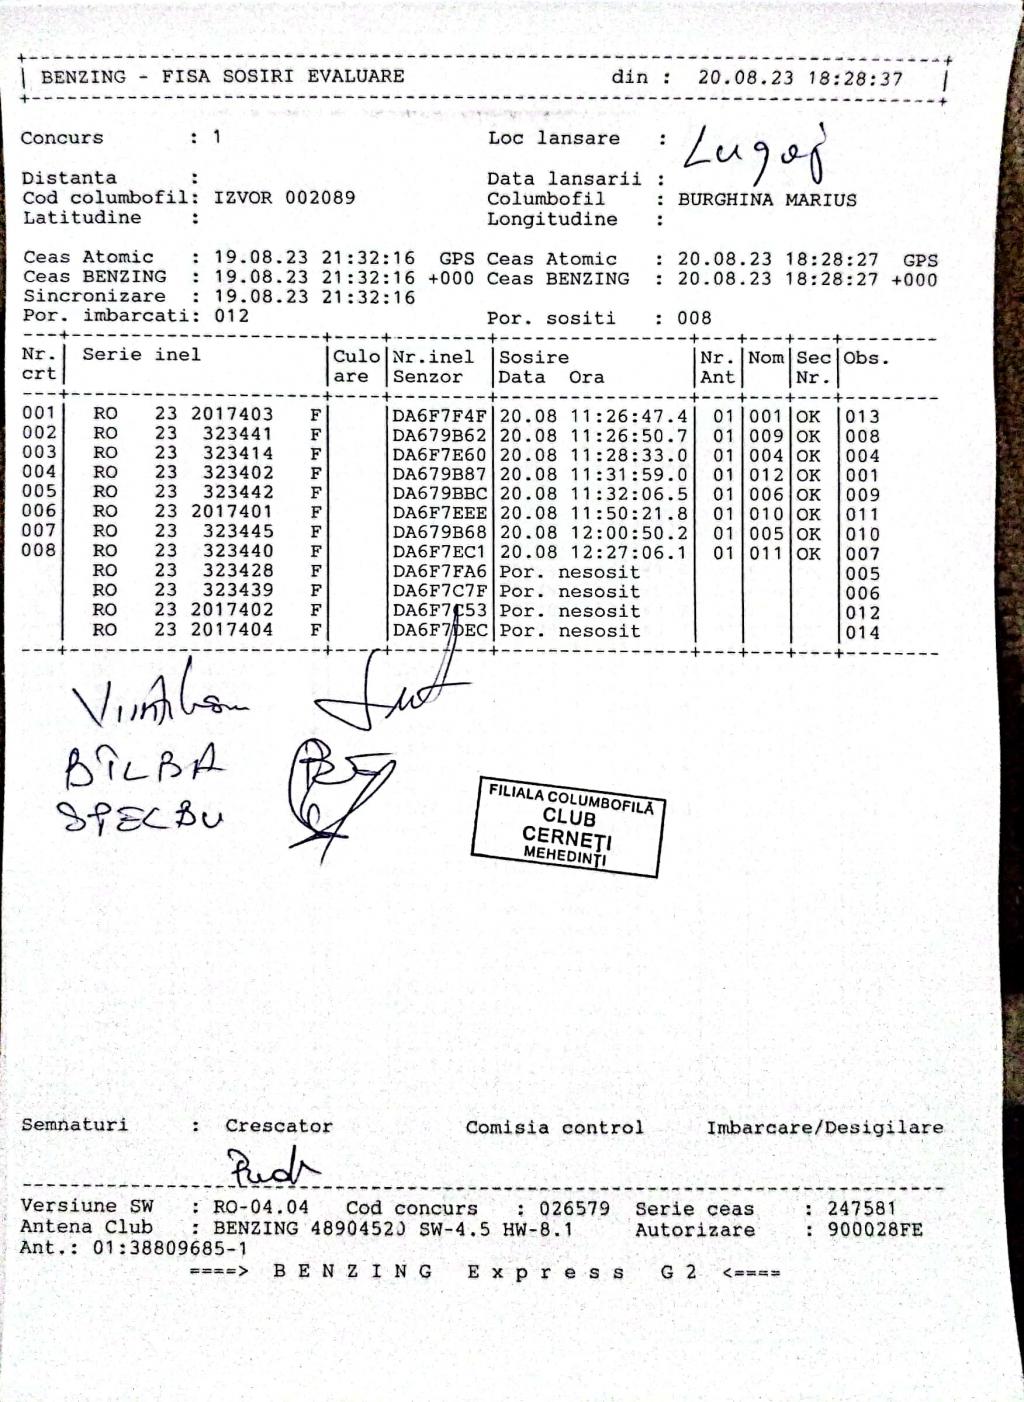 BENZING - FISA SOSIRI EVALUARE din : 20.08.23 18:28:37
Concurs : 1 Loc lansare : Lugoj
Distanta : Data lansarii :
Cod columbofil: IZVOR 002089 Columbofil : BURGHINA MARIUS
Latitudine : Longitudine :
Ceas Atomic : 19.08.23 21:32:16 GPS Ceas Atomic : 20.08.23 18:28:27 GPS
Ceas BENZING : 19.08.23 21:32:16 +000 Ceas BENZING : 20.08.23 18:28:27 +000
Sincronizare : 19.08.23 21:32:16
Por. imbarcati: 012 Por. sositi : 008
Nr. Serie inel Culo Nr.inel Sosire Nr. Nom Sec Obs.
crt are Senzor Data Ora Ant Nr.
001 RO 23 2017403 F DA6F7F4F 20.08 11:26:47.4 01 001 OK 013
002 RO 23 323441 F DA679B62 20.08 11:26:50.7 01 009 OK 008
003 RO 23 323414 F DA6F7E60 20.08 11:28:33.0 01 004 OK 004
004 RO 23 323402 F DA679B87 20.08 11:31:59.0 01 012 OK 001
005 RO 23 323442 F DA679BBC 20.08 11:32:06.5 01 006 OK 009
006 RO 23 2017401 F DA6F7EEE 20.08 11:50:21.8 01 010 OK 011
007 RO 23 323445 F DA679B68 20.08 12:00:50.2 01 005 OK 010
008 RO 23 323440 F DA6F7EC1 20.08 12:27:06.1 01 011 OK 007
RO 23 323428 F DA6F7FA6 Por. nesosit 005
RO 23 323439 F DA6F7C7F Por. nesosit 006
RO 23 2017402 F DA6F7C53 Por. nesosit 012
RO 23 2017404 F DA6F7DEC Por. nesosit 014
BÎLBA
FILIALA COLUMBOFILĂ
CLUB
CERNEȚI
MEHEDINȚI
Semnaturi : Crescator Comisia control Imbarcare/Desigilare
Versiune SW : RO-04.04 Cod concurs : 026579 Serie ceas : 247581
Antena Club : BENZING 48904520 SW-4.5 HW-8.1 Autorizare : 900028FE
Ant.: 01:38809685-1
====> BENZING Express G2 <====